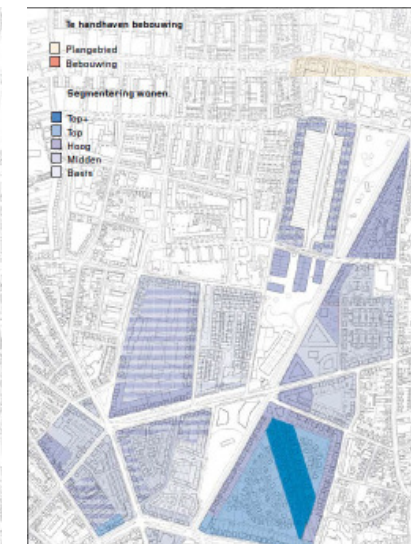 Te handhaven bebouwing
Plangebied
Bebouwing
Segmentering wonen
Top+
Top
Hoog
Midden
Basis